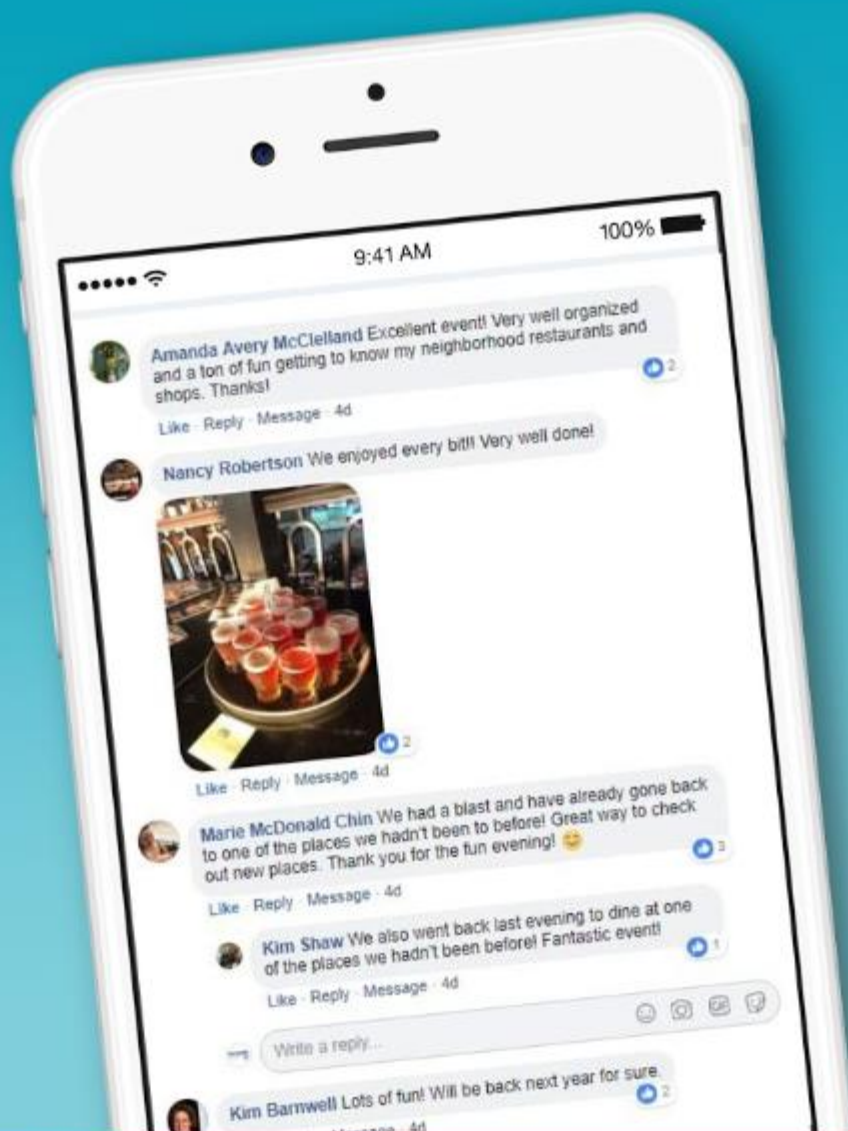 9:41 AM
100%
Amanda Avery McClelland Excellent event! Very well organized
and a ton of fun getting to know my neighborhood restaurants and
shops. Thanks!
2
Like · Reply · Message · 4d
Nancy Robertson We enjoyed every bit!! Very well done!
2
Like · Reply · Message · 4d
Marie McDonald Chin We had a blast and have already gone back
to one of the places we hadn't been to before! Great way to check
out new places. Thank you for the fun evening! 😊
3
Like · Reply · Message · 4d
Kim Shaw We also went back last evening to dine at one
of the places we hadn't been before! Fantastic event!
1
Like · Reply · Message · 4d
Write a reply...
GIF
Kim Barnwell Lots of fun! Will be back next year for sure.
2
Message · 4d